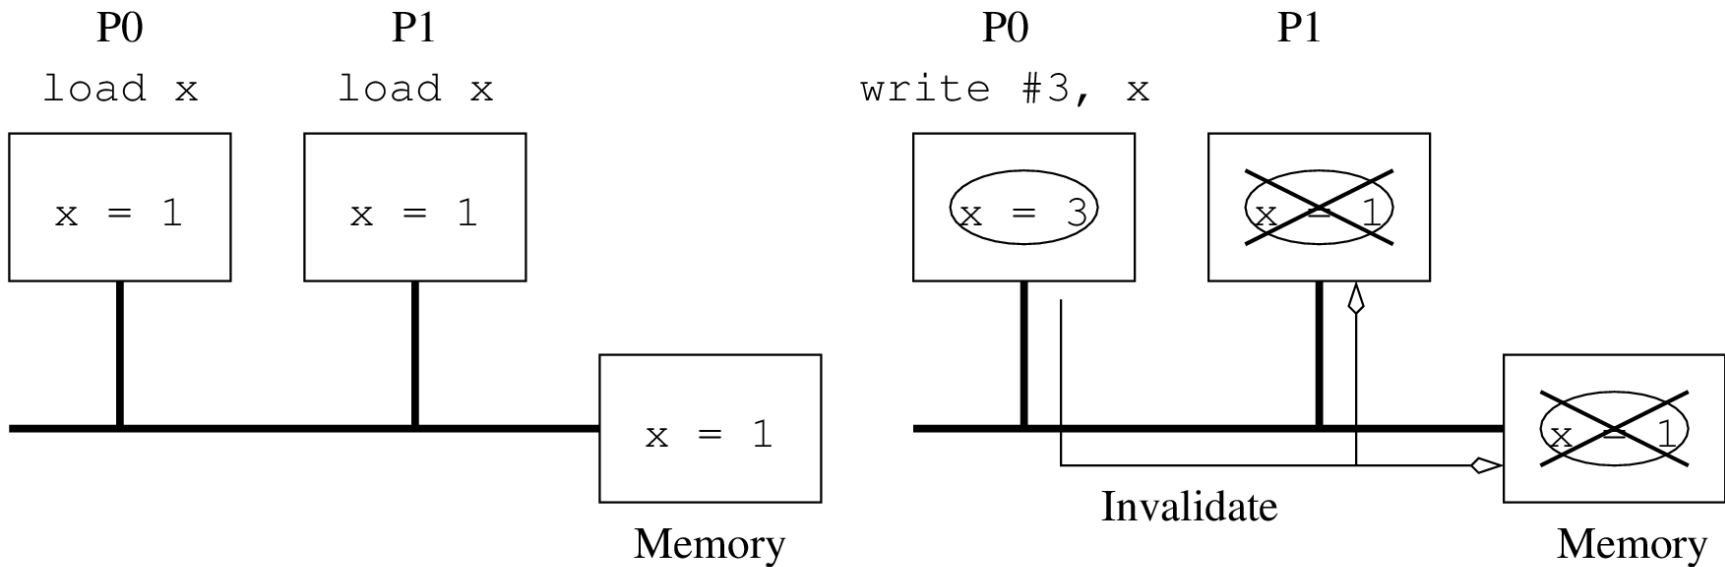 P0
P1
load x
load x
x = 1
x = 1
x = 1
Memory
P0
P1
write #3, x
x = 3
x = 1
x = 1
Invalidate
Memory